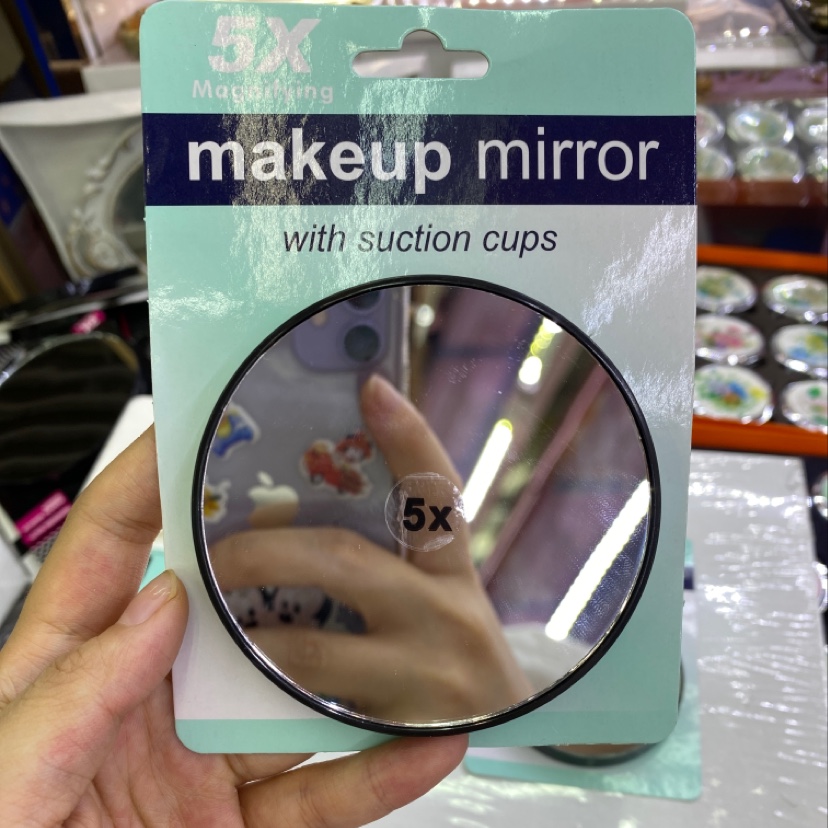 5X
Magnifying
makeup mirror
with suction cups
5x